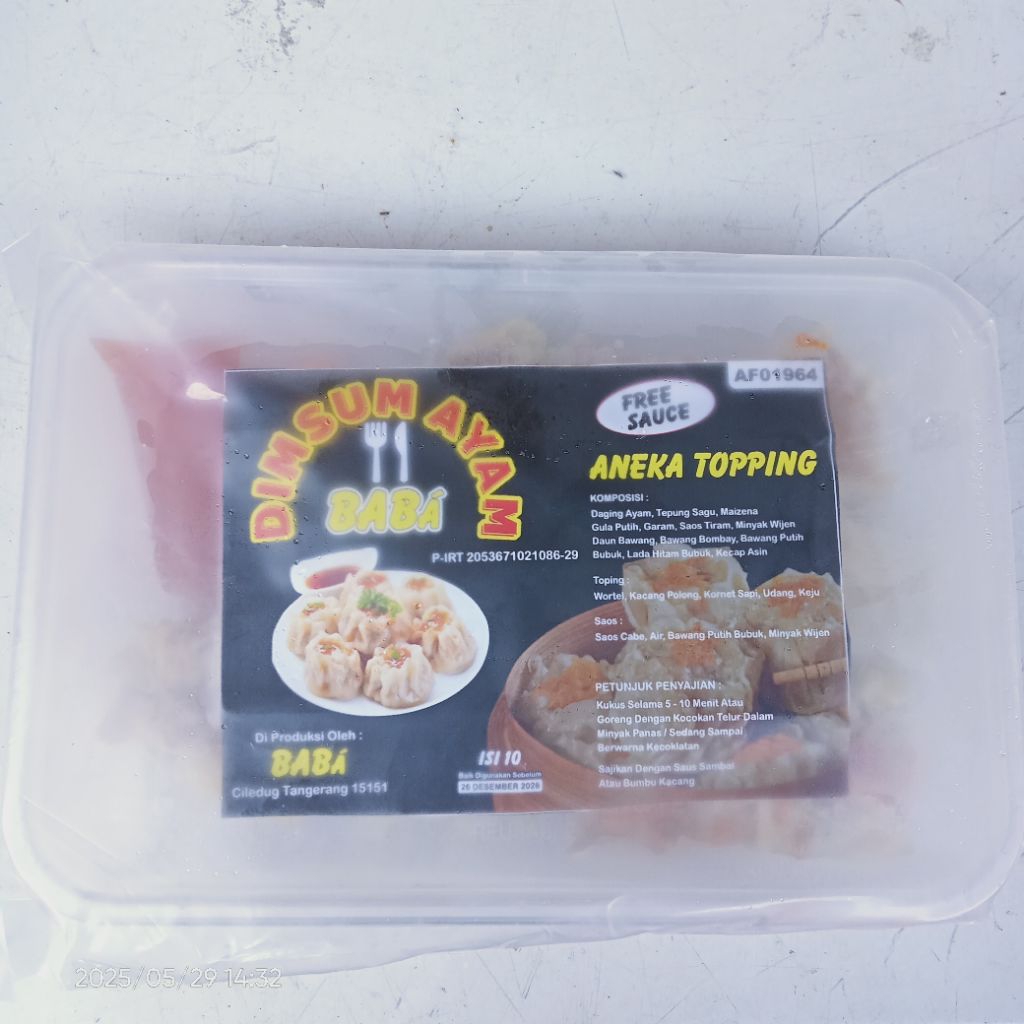 AF01964
FREE
SAUCE
DIMSUM AYAM
BABÁ
P-IRT 2053671021086-29
ANEKA TOPPING
KOMPOSISI :
Daging Ayam, Tepung Sagu, Maizena
Gula Putih, Garam, Saos Tiram, Minyak Wijen
Daun Bawang, Bawang Bombay, Bawang Putih
Bubuk, Lada Hitam Bubuk, Kecap Asin
Toping :
Wortel, Kacang Polong, Kornet Sapi, Udang, Keju
Saos :
Saos Cabe, Air, Bawang Putih Bubuk, Minyak Wijen
PETUNJUK PENYAJIAN :
Kukus Selama 5 - 10 Menit Atau
Goreng Dengan Kocokan Telur Dalam
Minyak Panas / Sedang Sampai
Berwarna Kecoklatan
Sajikan Dengan Saus Sambal
Atau Bumbu Kacang
Di Produksi Oleh :
BABÁ
Ciledug Tangerang 15151
ISI 10
Baik Digunakan Sebelum
26 DESEMBER 2026
2025/05/29 14:32